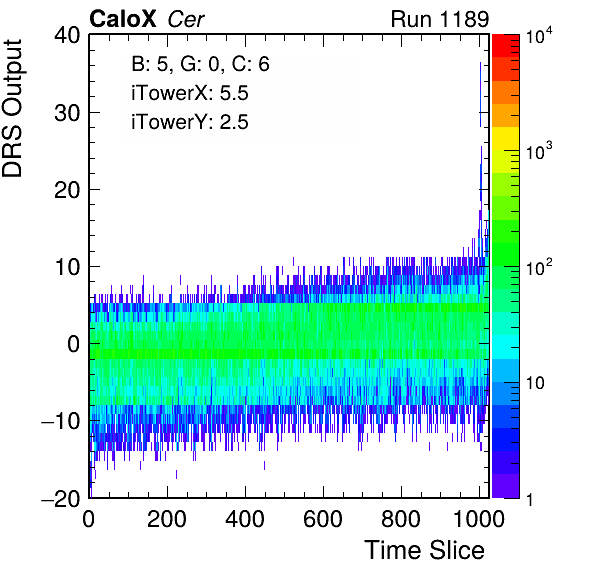 CaloX Cer Run 1189
B: 5, G: 0, C: 6
iTowerX: 5.5
iTowerY: 2.5
DRS Output
40
30
20
10
0
−10
−20
0 200 400 600 800 1000
Time Slice
10^4
10^3
10^2
10
1